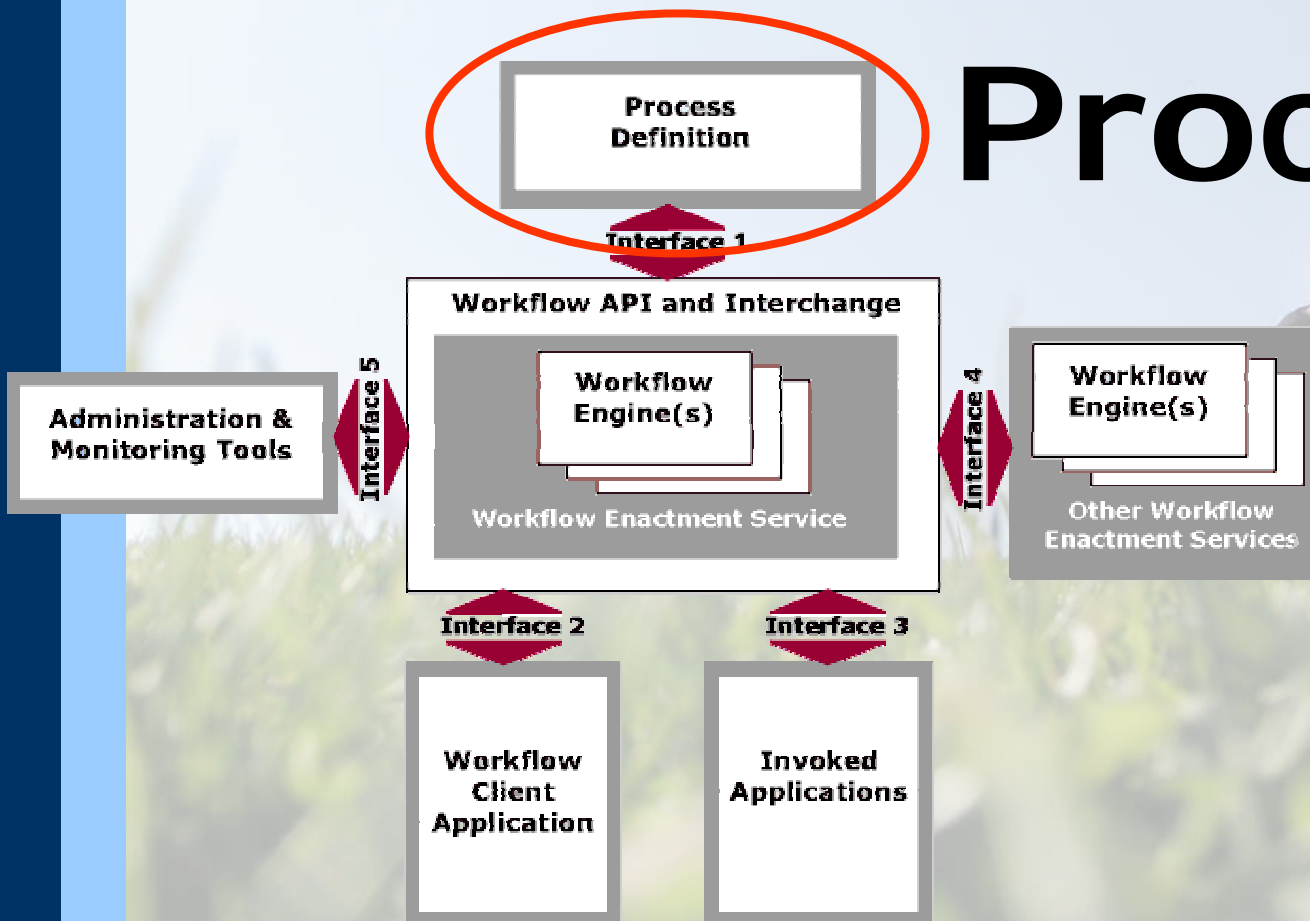 Process
Definition
Proc
Interface 1
Workflow API and Interchange
Workflow
Engine(s)
Workflow Enactment Service
Interface 5
Administration &
Monitoring Tools
Interface 4
Workflow
Engine(s)
Other Workflow
Enactment Services
Interface 2
Interface 3
Workflow
Client
Application
Invoked
Applications